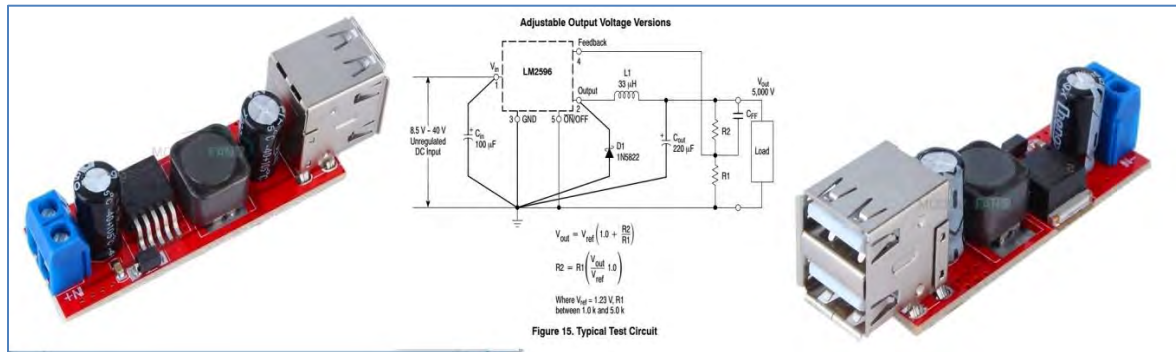 Adjustable Output Voltage Versions
Feedback
4
Vin
1
LM2596
Output
2
L1
33 µH
Vout
5,000 V
3 GND
5 ON/OFF
8.5 V - 40 V
Unregulated
DC Input
Cin
100 µF
D1
1N5822
Cout
220 µF
R2
CFF
R1
Load
Vout = Vref (1.0 + R2/R1)
R2 = R1 (Vout/Vref 1.0)
Where Vref = 1.23 V, R1
between 1.0 k and 5.0 k
Figure 15. Typical Test Circuit
N+
N-